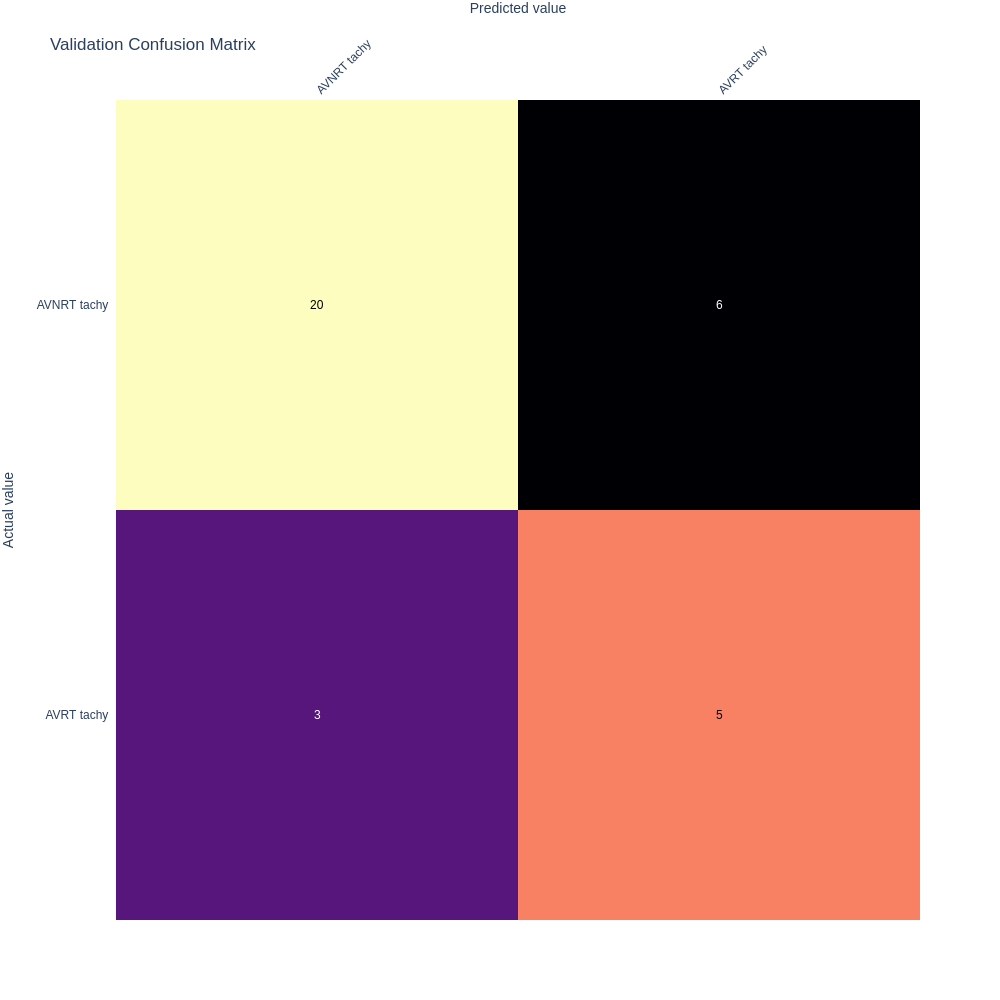 Predicted value
Validation Confusion Matrix
AVNRT tachy
AVRT tachy
AVNRT tachy
20
6
Actual value
AVRT tachy
3
5